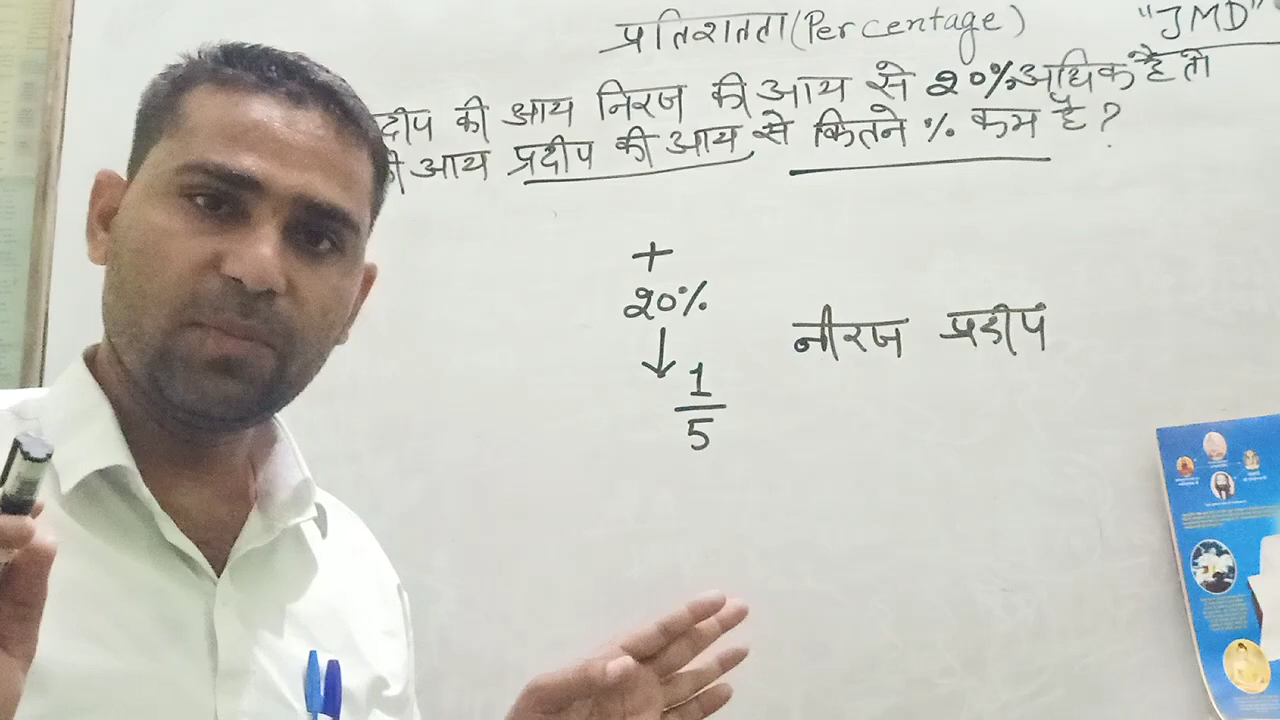 प्रतिशतता (Percentage) "JMD"
दीप की आय निरज की आय से 20% अधिक है तो
की आय प्रदीप की आय से कितने % कम है ?
+
20%
1
5
नीरज प्रदीप